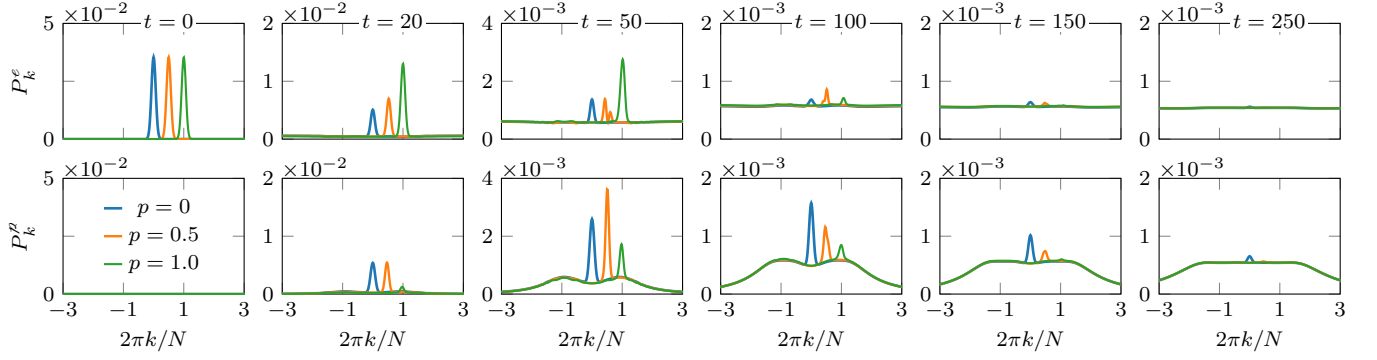 ×10⁻² ×10⁻² ×10⁻³ ×10⁻³ ×10⁻³ ×10⁻³
t = 0 t = 20 t = 50 t = 100 t = 150 t = 250
5 2 4 2 2 2
P_k^e 1 2 1 1 1
0 0 0 0 0 0
×10⁻² ×10⁻² ×10⁻³ ×10⁻³ ×10⁻³ ×10⁻³
5 2 4 2 2 2
p = 0
P_k^p p = 0.5 1 2 1 1 1
p = 1.0
0 0 0 0 0 0
−3 −1 1 3 −3 −1 1 3 −3 −1 1 3 −3 −1 1 3 −3 −1 1 3 −3 −1 1 3
2πk/N 2πk/N 2πk/N 2πk/N 2πk/N 2πk/N